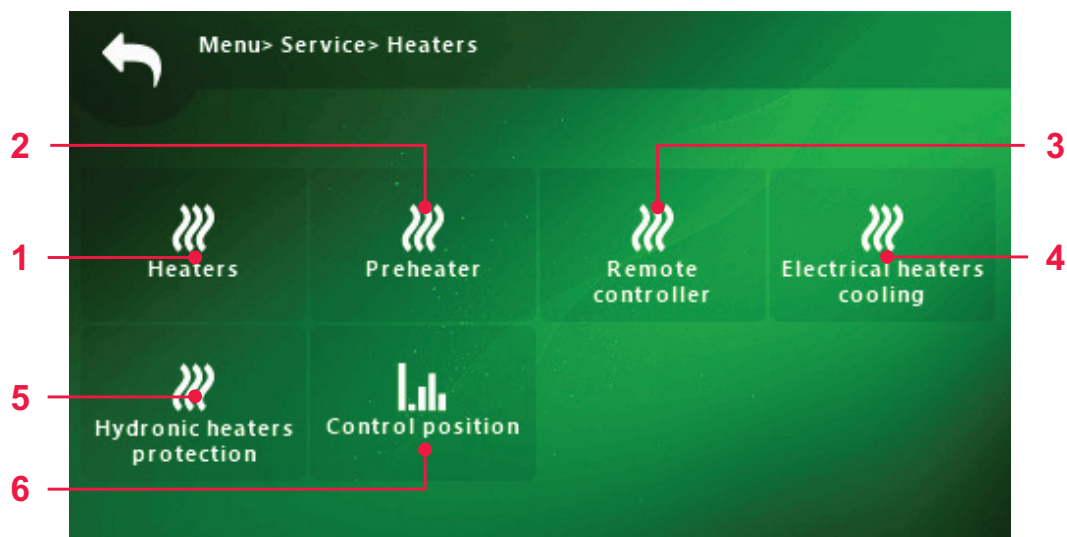 Menu> Service> Heaters
2
3
1
Heaters
Preheater
Remote
controller
Electrical heaters
cooling
4
5
Hydronic heaters
protection
Control position
6